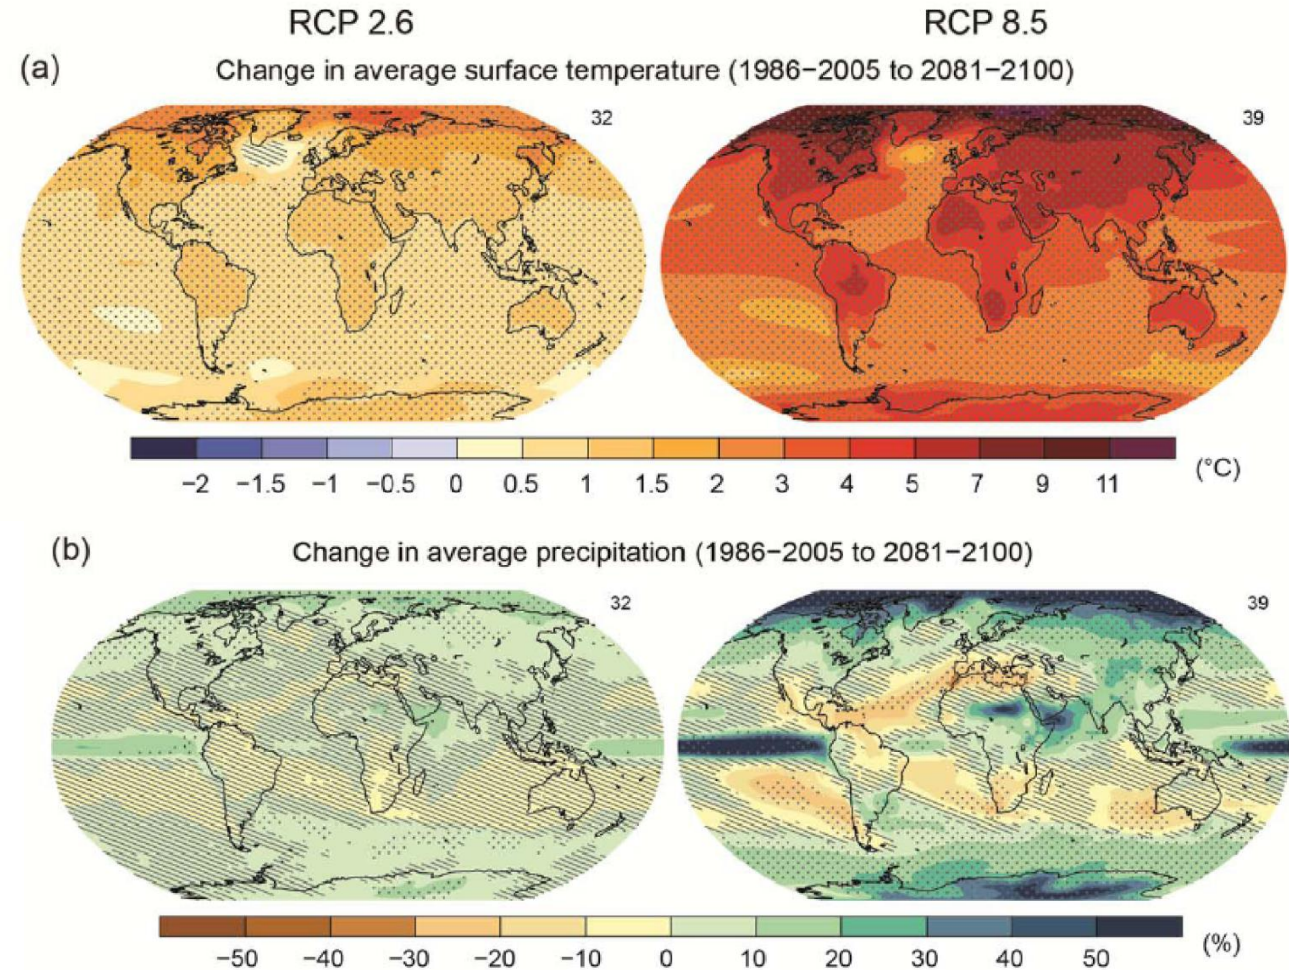 RCP 2.6 RCP 8.5
(a) Change in average surface temperature (1986−2005 to 2081−2100)
32 39
−2 −1.5 −1 −0.5 0 0.5 1 1.5 2 3 4 5 7 9 11 (°C)
(b) Change in average precipitation (1986−2005 to 2081−2100)
32 39
−50 −40 −30 −20 −10 0 10 20 30 40 50 (%)